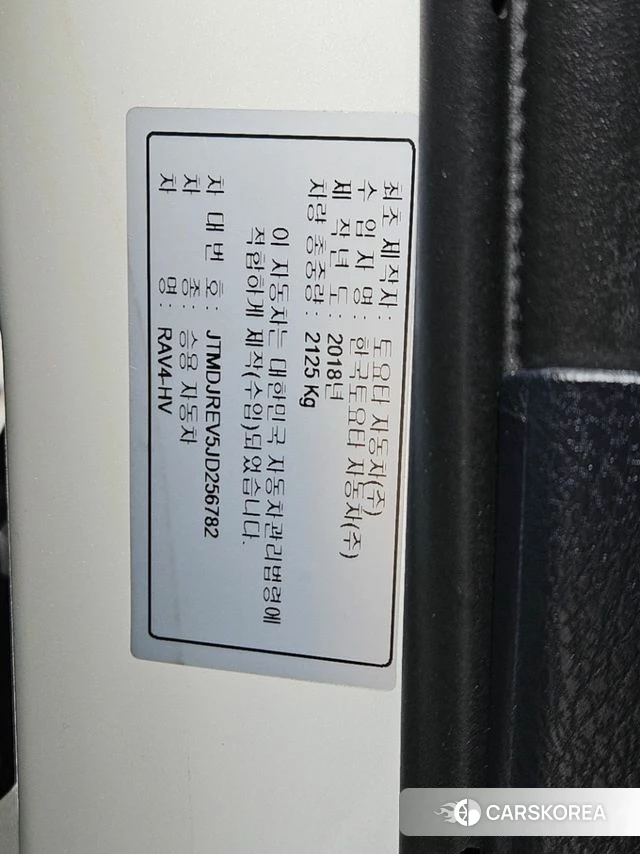 최초 제작자 : 토요타 자동차(주)
수 입 자 명 : 한국토요타 자동차(주)
제 작 년 도 : 2018년
차량 총중량 : 2125 Kg
이 자동차는 대한민국 자동차관리법령에
적합하게 제작(수입)되었습니다.
차 대 번 호 : JTMDJREV5JD256782
차 종 : 승용 자동차
차 명 : RAV4-HV
CARSKOREA